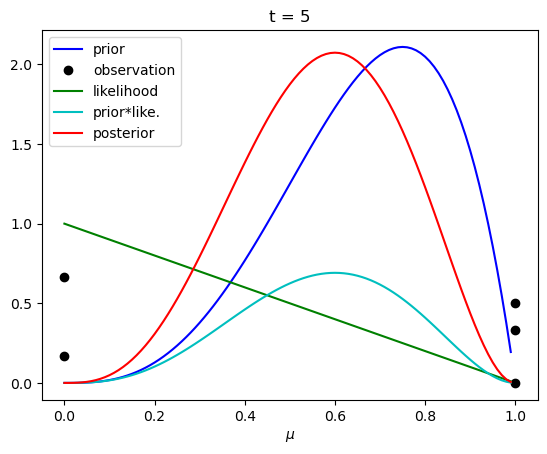 t = 5
prior
observation
likelihood
prior*like.
posterior
2.0
1.5
1.0
0.5
0.0
0.0 0.2 0.4 0.6 0.8 1.0
μ